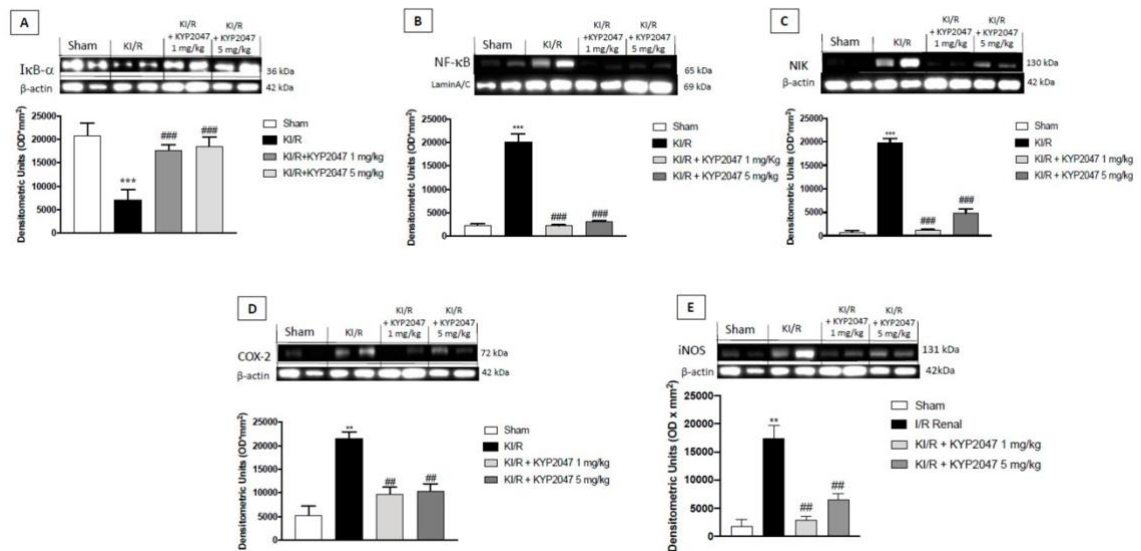 A
Sham
KI/R
KI/R
+ KYP2047
1 mg/kg
KI/R
+ KYP2047
5 mg/kg
IκB-α
36 kDa
β-actin
42 kDa
Densitometric Units (OD*mm²)
25000
20000
15000
10000
5000
0
***
###
###
Sham
KI/R
KI/R+KYP2047 1 mg/kg
KI/R+KYP2047 5 mg/kg
B
Sham
KI/R
KI/R
+ KYP2047
1mg/kg
KI/R
+ KYP2047
5 mg/kg
NF-κB
65 kDa
LaminA/C
69 kDa
Densitometric Units (OD*mm²)
25000
20000
15000
10000
5000
0
***
###
###
Sham
KI/R
KI/R + KYP2047 1 mg/Kg
KI/R + KYP2047 5 mg/kg
C
Sham
KI/R
KI/R
+ KYP2047
1 mg/kg
KI/R
+ KYP2047
5 mg/kg
NIK
130 kDa
β-actin
42 kDa
Densitometric Units (OD*mm²)
25000
20000
15000
10000
5000
0
***
###
###
Sham
KI/R
KI/R + KYP2047 1 mg/kg
KI/R + KYP2047 5 mg/kg
D
Sham
KI/R
KI/R
+ KYP2047
1 mg/kg
KI/R
+ KYP2047
5 mg/kg
COX-2
72 kDa
β-actin
42 kDa
Densitometric Units (OD*mm²)
25000
20000
15000
10000
5000
0
**
##
##
Sham
KI/R
KI/R + KYP2047 1 mg/kg
KI/R + KYP2047 5 mg/kg
E
Sham
KI/R
KI/R
+ KYP2047
1 mg/kg
KI/R
+ KYP2047
5 mg/kg
iNOS
131 kDa
β-actin
42kDa
Densitometric Units (OD x mm²)
25000
20000
15000
10000
5000
0
**
##
##
Sham
I/R Renal
KI/R + KYP2047 1 mg/kg
KI/R + KYP2047 5 mg/kg